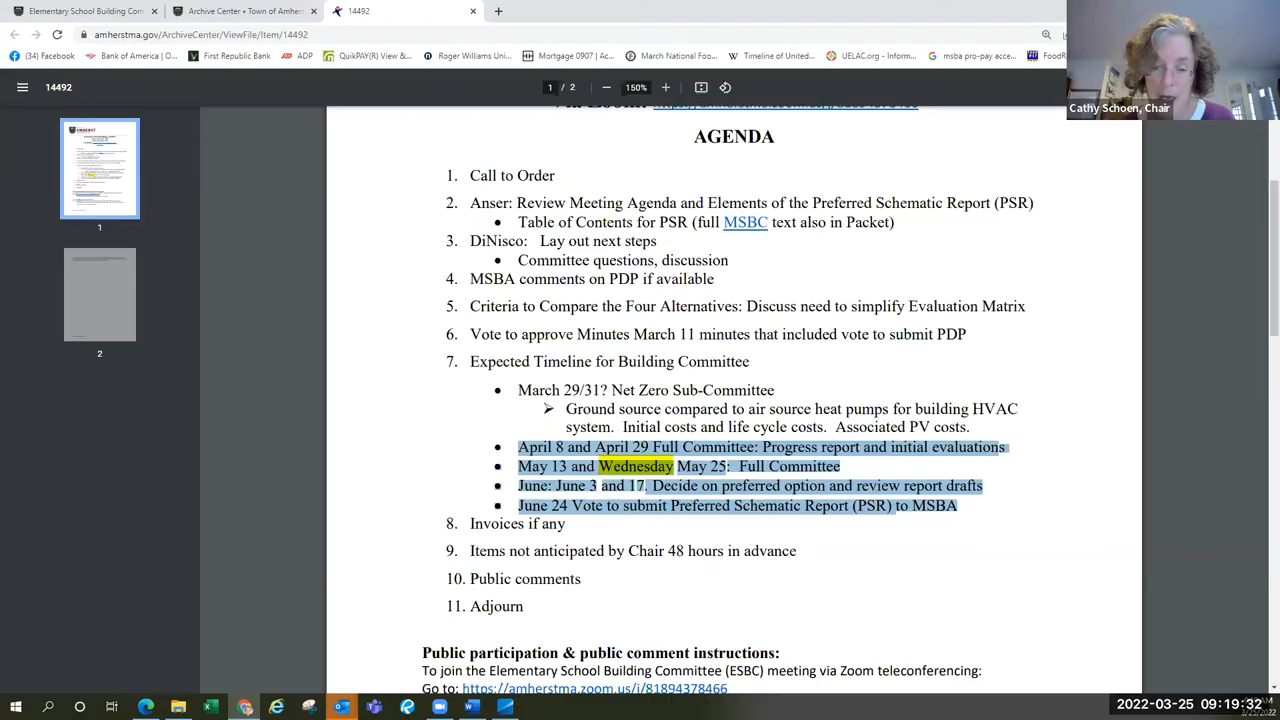 Elementary School Building Com
Archive Center • Town of Amhers
14492
amherstma.gov/ArchiveCenter/ViewFile/Item/14492
(34) Facebook
Bank of America (O...
First Republic Bank
ADP
QuikPAY(R) View &...
Roger Williams Uni...
Mortgage 0907 | Ac...
March National Foo...
Timeline of United...
UELAC.org - Inform...
msba pro-pay acce...
14492
1 / 2
150%
Cathy Schoen, Chair
AGENDA
1. Call to Order
2. Anser: Review Meeting Agenda and Elements of the Preferred Schematic Report (PSR)
• Table of Contents for PSR (full MSBC text also in Packet)
3. DiNisco: Lay out next steps
• Committee questions, discussion
4. MSBA comments on PDP if available
5. Criteria to Compare the Four Alternatives: Discuss need to simplify Evaluation Matrix
6. Vote to approve Minutes March 11 minutes that included vote to submit PDP
7. Expected Timeline for Building Committee
• March 29/31? Net Zero Sub-Committee
➢ Ground source compared to air source heat pumps for building HVAC
system. Initial costs and life cycle costs. Associated PV costs.
• April 8 and April 29 Full Committee: Progress report and initial evaluations
• May 13 and Wednesday May 25: Full Committee
• June: June 3 and 17. Decide on preferred option and review report drafts
• June 24 Vote to submit Preferred Schematic Report (PSR) to MSBA
8. Invoices if any
9. Items not anticipated by Chair 48 hours in advance
10. Public comments
11. Adjourn
Public participation & public comment instructions:
To join the Elementary School Building Committee (ESBC) meeting via Zoom teleconferencing:
Go to: https://amherstma.zoom.us/j/81894378466
1
2
2022-03-25 09:19:32